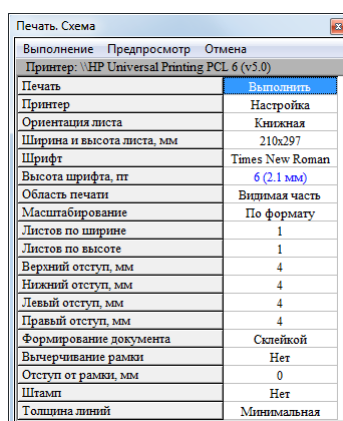 Печать. Схема
Выполнение Предпросмотр Отмена
Принтер: \\HP Universal Printing PCL 6 (v5.0)
Печать Выполнить
Принтер Настройка
Ориентация листа Книжная
Ширина и высота листа, мм 210x297
Шрифт Times New Roman
Высота шрифта, пт 6 (2.1 мм)
Область печати Видимая часть
Масштабирование По формату
Листов по ширине 1
Листов по высоте 1
Верхний отступ, мм 4
Нижний отступ, мм 4
Левый отступ, мм 4
Правый отступ, мм 4
Формирование документа Склейкой
Вычерчивание рамки Нет
Отступ от рамки, мм 0
Штамп Нет
Толщина линий Минимальная